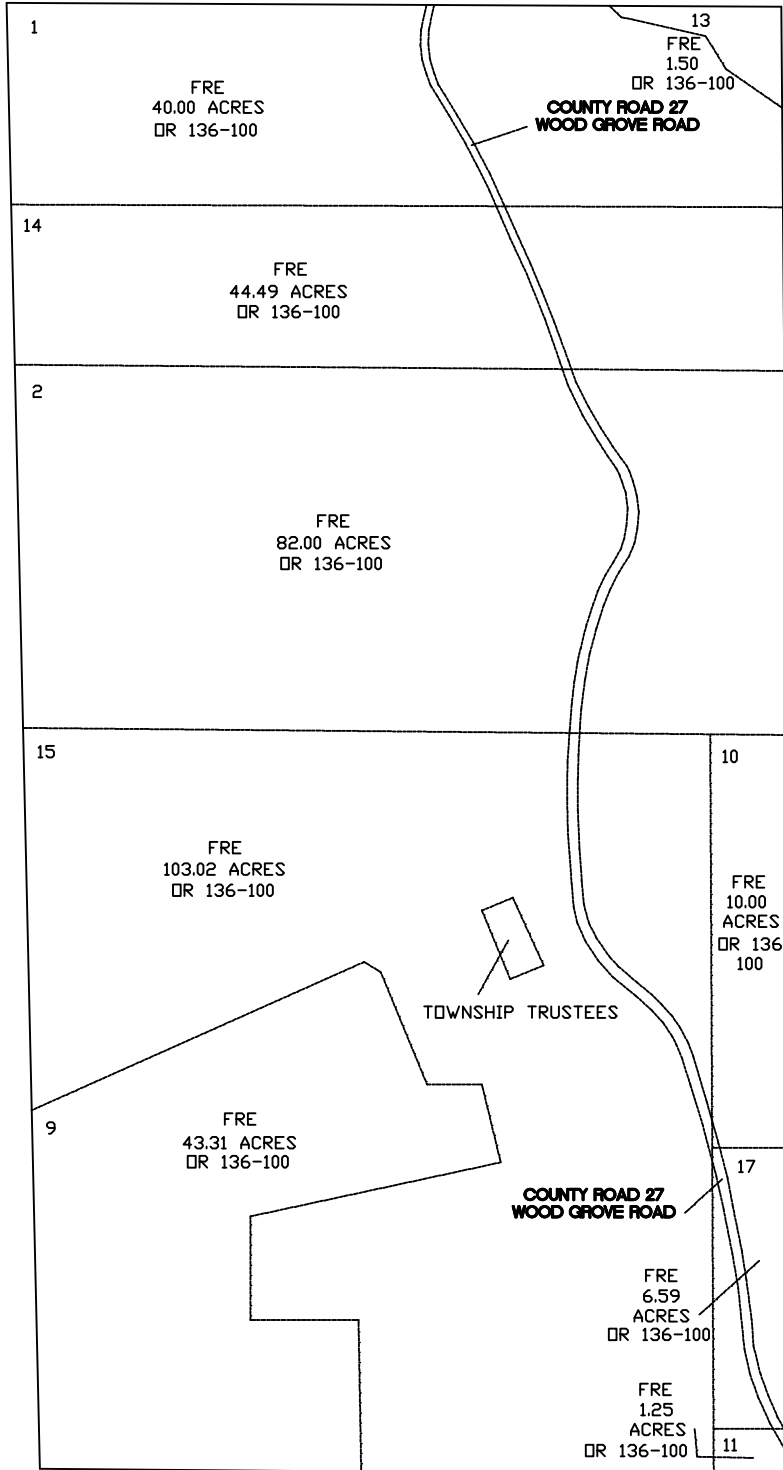 1
13
FRE
1.50
OR 136-100
FRE
40.00 ACRES
OR 136-100
COUNTY ROAD 27
WOOD GROVE ROAD
14
FRE
44.49 ACRES
OR 136-100
2
FRE
82.00 ACRES
OR 136-100
15
10
FRE
103.02 ACRES
OR 136-100
FRE
10.00
ACRES
OR 136
100
TOWNSHIP TRUSTEES
9
FRE
43.31 ACRES
OR 136-100
17
COUNTY ROAD 27
WOOD GROVE ROAD
FRE
6.59
ACRES
OR 136-100
FRE
1.25
ACRES
OR 136-100
11